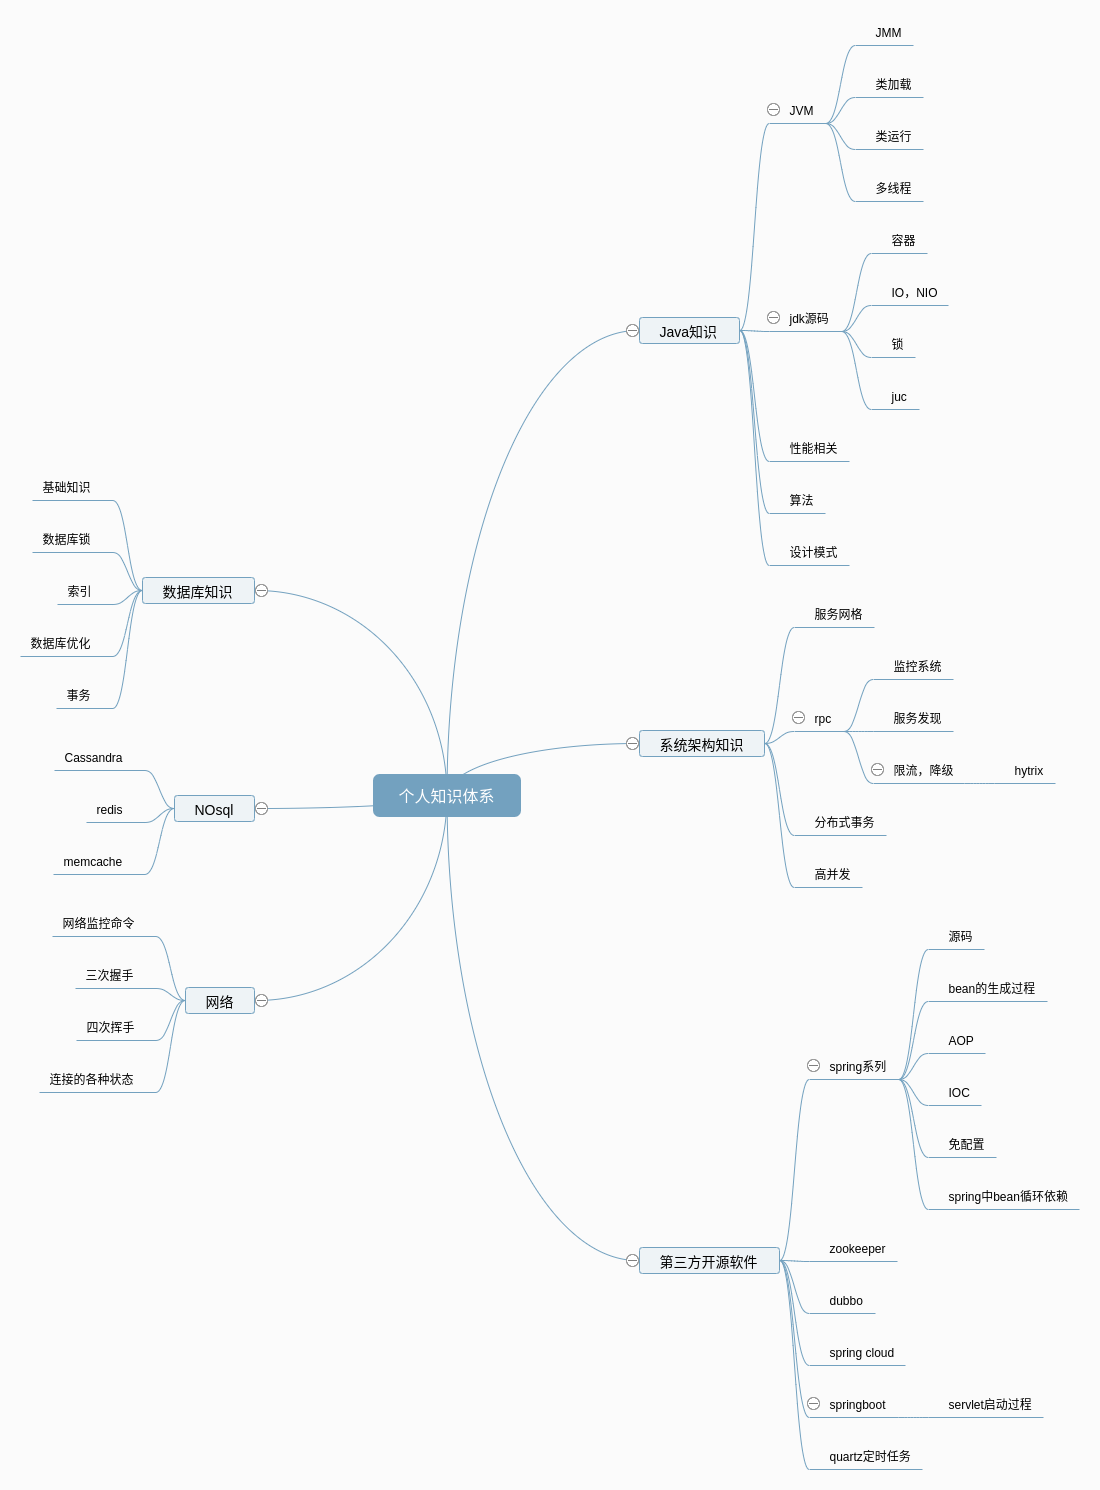 个人知识体系
Java知识
JVM
JMM
类加载
类运行
多线程
jdk源码
容器
IO，NIO
锁
juc
性能相关
算法
设计模式
系统架构知识
服务网格
rpc
监控系统
服务发现
限流，降级
hytrix
分布式事务
高并发
第三方开源软件
spring系列
源码
bean的生成过程
AOP
IOC
免配置
spring中bean循环依赖
zookeeper
dubbo
spring cloud
springboot
servlet启动过程
quartz定时任务
数据库知识
基础知识
数据库锁
索引
数据库优化
事务
NOsql
Cassandra
redis
memcache
网络
网络监控命令
三次握手
四次挥手
连接的各种状态